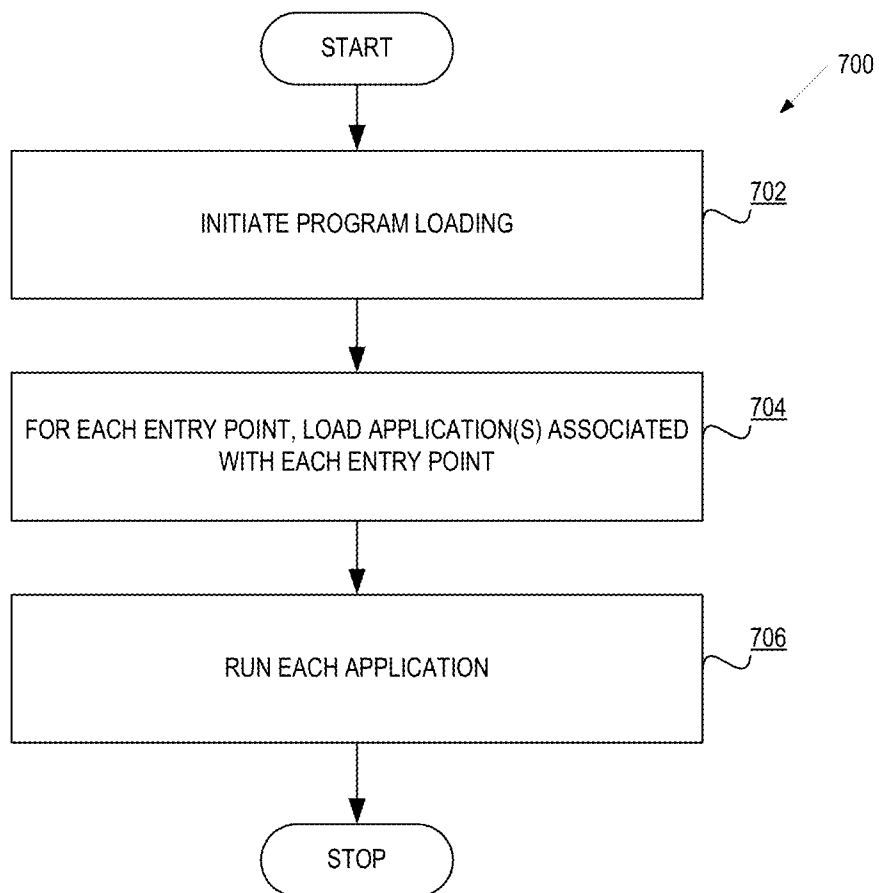 START
700
INITIATE PROGRAM LOADING
702
FOR EACH ENTRY POINT, LOAD APPLICATION(S) ASSOCIATED
WITH EACH ENTRY POINT
704
RUN EACH APPLICATION
706
STOP